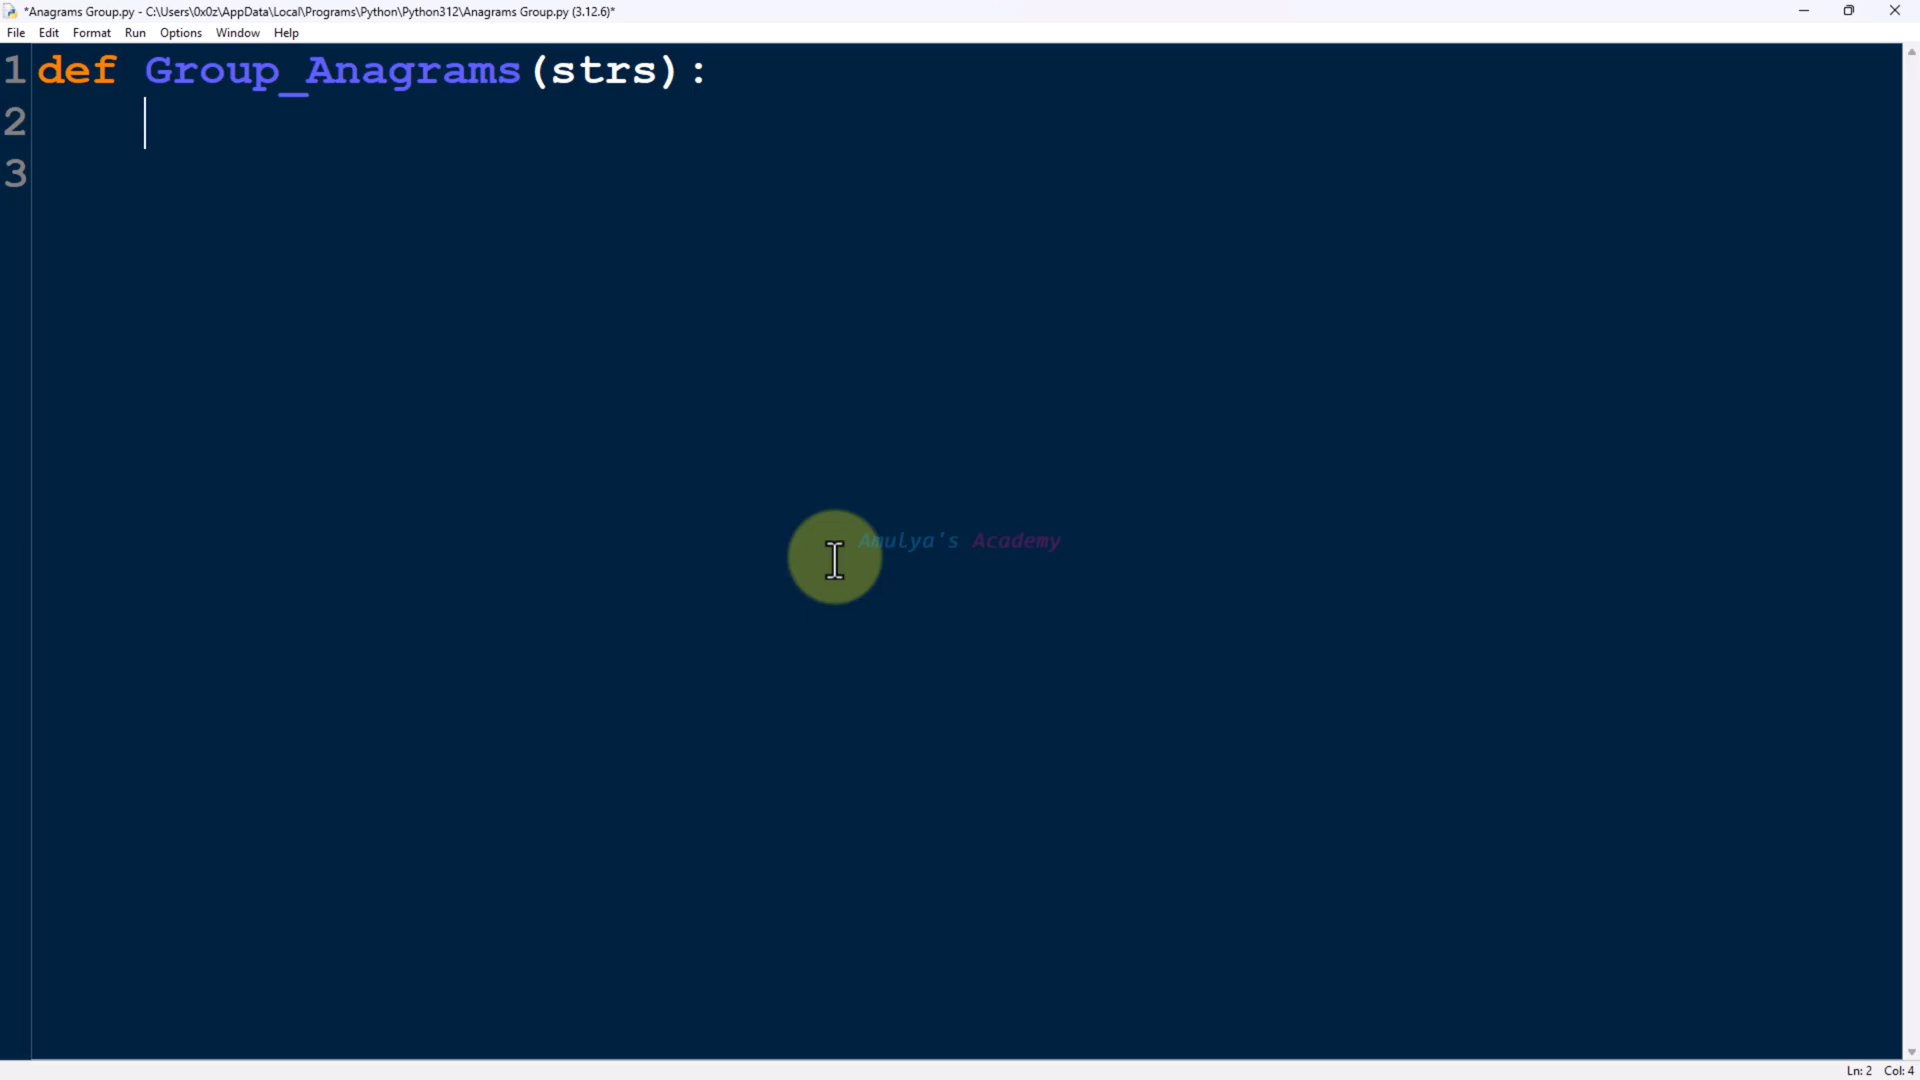 *Anagrams Group.py - C:\Users\0x0z\AppData\Local\Programs\Python\Python312\Anagrams Group.py (3.12.6)*
File Edit Format Run Options Window Help
1 def Group_Anagrams(strs):
2
3
Amulya's Academy
Ln: 2 Col: 4